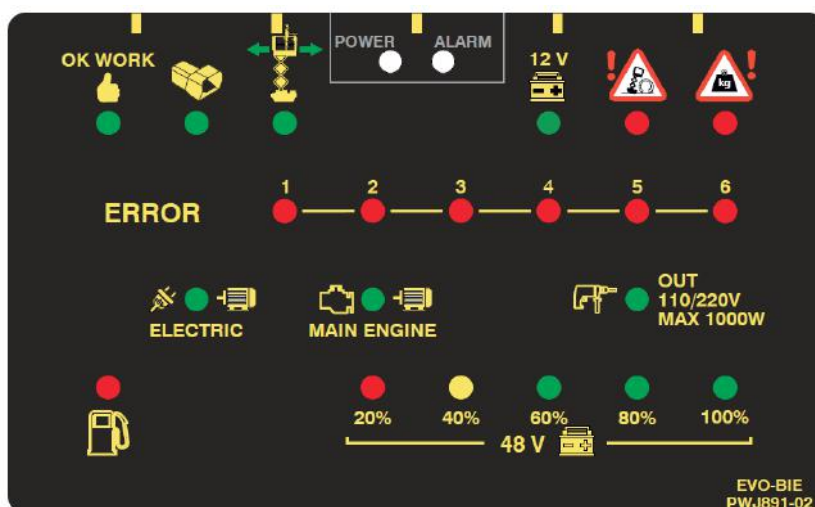 POWER ALARM
OK WORK
12 V
kg
1 2 3 4 5 6
ERROR
ELECTRIC
MAIN ENGINE
OUT
110/220V
MAX 1000W
20% 40% 60% 80% 100%
48 V
EVO-BIE
PWJ891-02